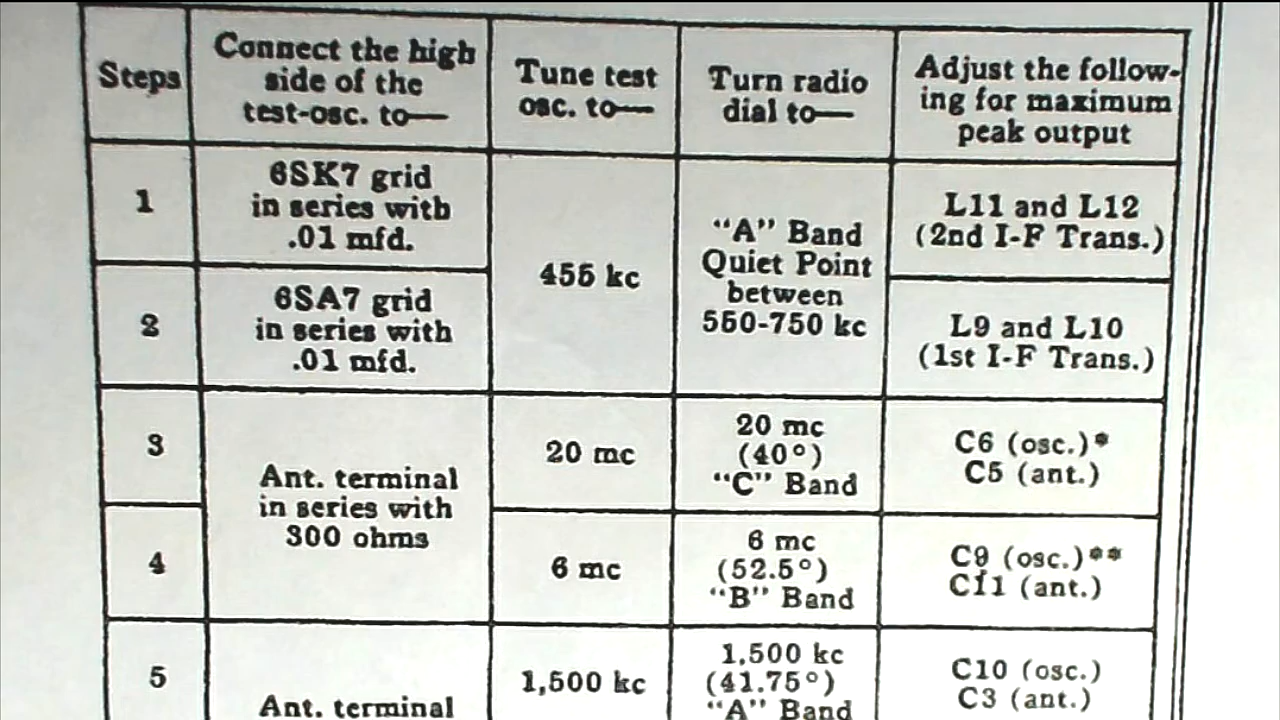 Steps
Connect the high
side of the
test-osc. to—
Tune test
osc. to—
Turn radio
dial to—
Adjust the follow-
ing for maximum
peak output
1
6SK7 grid
in series with
.01 mfd.
455 kc
"A" Band
Quiet Point
between
550-750 kc
L11 and L12
(2nd I-F Trans.)
2
6SA7 grid
in series with
.01 mfd.
L9 and L10
(1st I-F Trans.)
3
Ant. terminal
in series with
300 ohms
20 mc
20 mc
(40°)
"C" Band
C6 (osc.)*
C5 (ant.)
4
6 mc
6 mc
(52.5°)
"B" Band
C9 (osc.)**
C11 (ant.)
5
Ant. terminal
1,500 kc
1,500 kc
(41.75°)
"A" Band
C10 (osc.)
C3 (ant.)